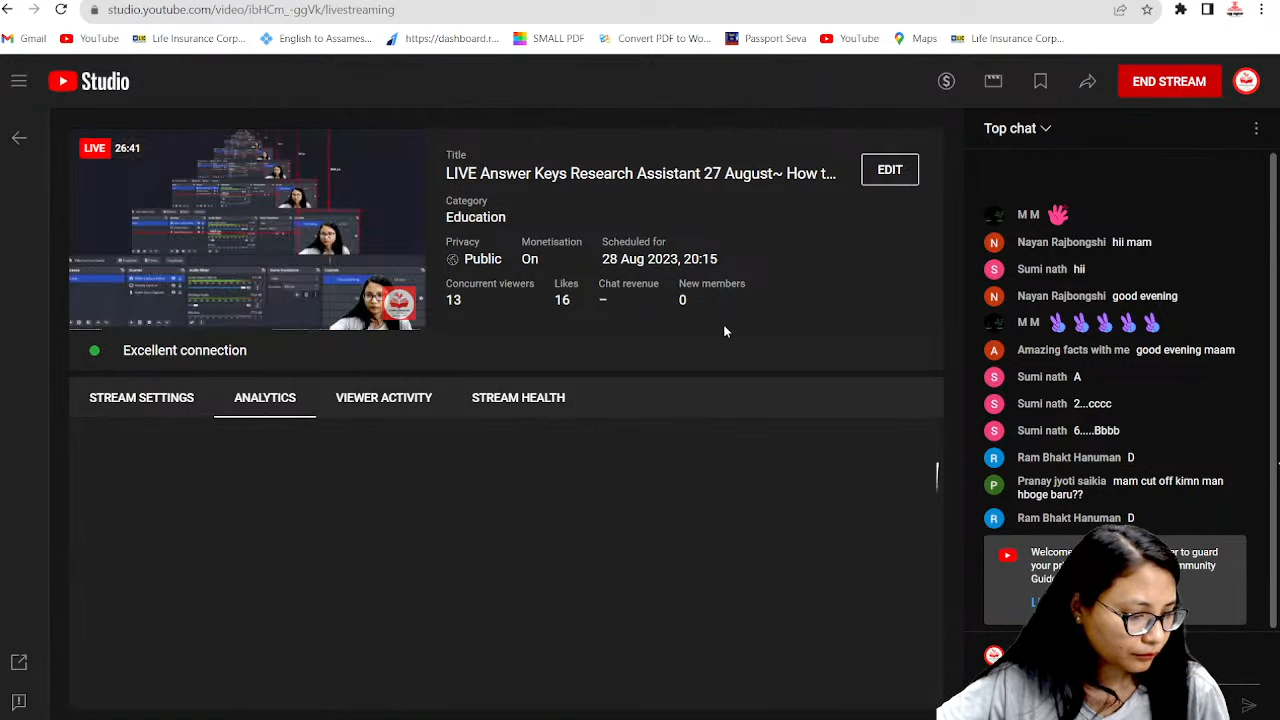 studio.youtube.com/video/ibHCm_-ggVk/livestreaming
Gmail YouTube Life Insurance Corp... English to Assames... https://dashboard.r... SMALL PDF Convert PDF to Wo... Passport Seva YouTube Maps Life Insurance Corp...
Studio
END STREAM
LIVE 26:41
Title
LIVE Answer Keys Research Assistant 27 August~ How t...
EDIT
Category
Education
Privacy Monetisation Scheduled for
Public On 28 Aug 2023, 20:15
Concurrent viewers Likes Chat revenue New members
13 16 – 0
Excellent connection
STREAM SETTINGS ANALYTICS VIEWER ACTIVITY STREAM HEALTH
Top chat
M M
Nayan Rajbongshi hii mam
Sumi nath hii
Nayan Rajbongshi good evening
M M
Amazing facts with me good evening maam
Sumi nath A
Sumi nath 2...cccc
Sumi nath 6.....Bbbb
Ram Bhakt Hanuman D
Pranay jyoti saikia mam cut off kimn man
hboge baru??
Ram Bhakt Hanuman D
to guard
your
Guide